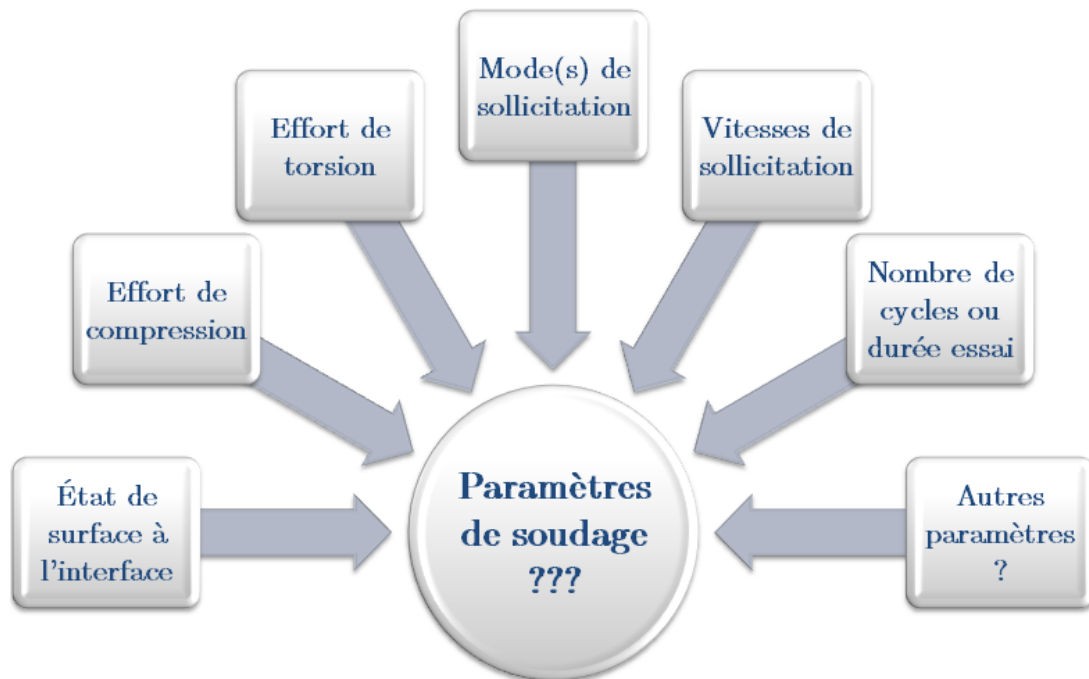 Mode(s) de
sollicitation
Effort de
torsion
Vitesses de
sollicitation
Effort de
compression
Nombre de
cycles ou
durée essai
État de
surface à
l'interface
Paramètres
de soudage
???
Autres
paramètres
?